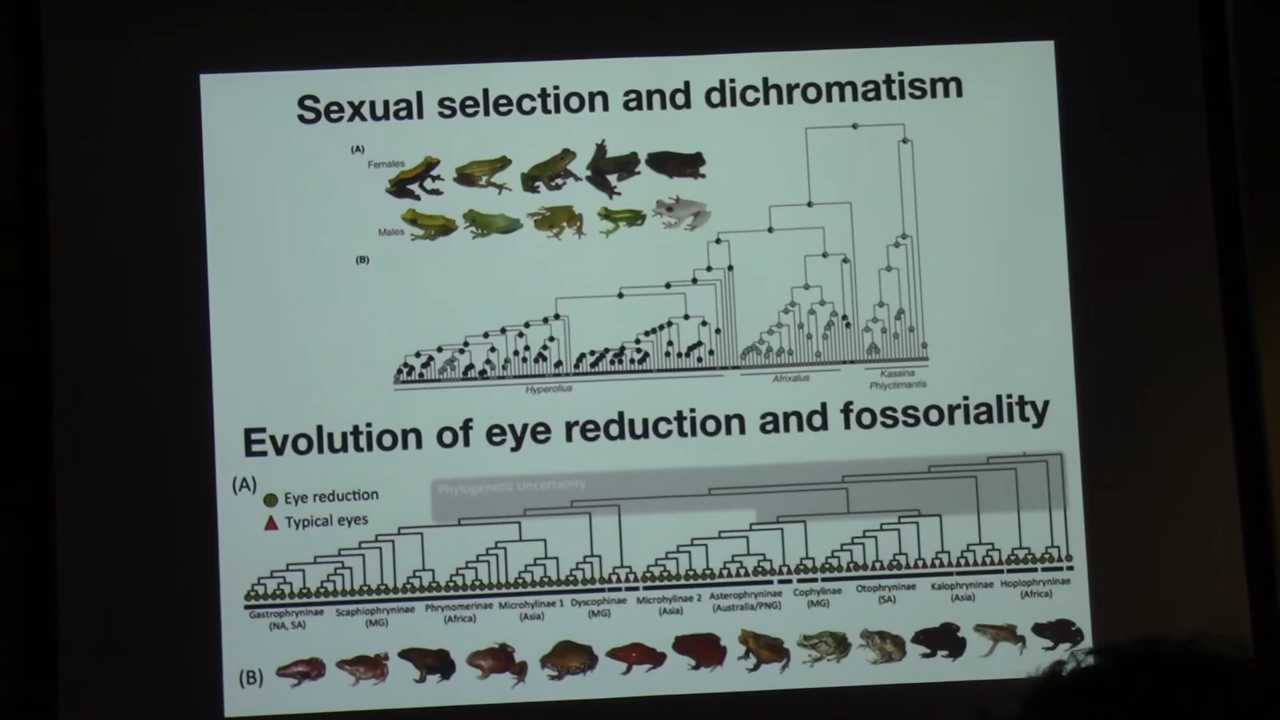 Sexual selection and dichromatism
(A)
Females
Males
(B)
Hyperolius
Afrixalus
Kassina
Phlyctimantis
Evolution of eye reduction and fossoriality
(A)
Eye reduction
Typical eyes
Phylogenetic Uncertainty
Gastrophryninae
(NA, SA)
Scaphiophryninae
(MG)
Phrynomerinae
(Africa)
Microhylinae 1
(Asia)
Dyscophinae
(MG)
Microhylinae 2
(Asia)
Asterophryninae
(Australia/PNG)
Cophylinae
(MG)
Otophryninae
(SA)
Kalophryninae
(Asia)
Hoplophryninae
(Africa)
(B)